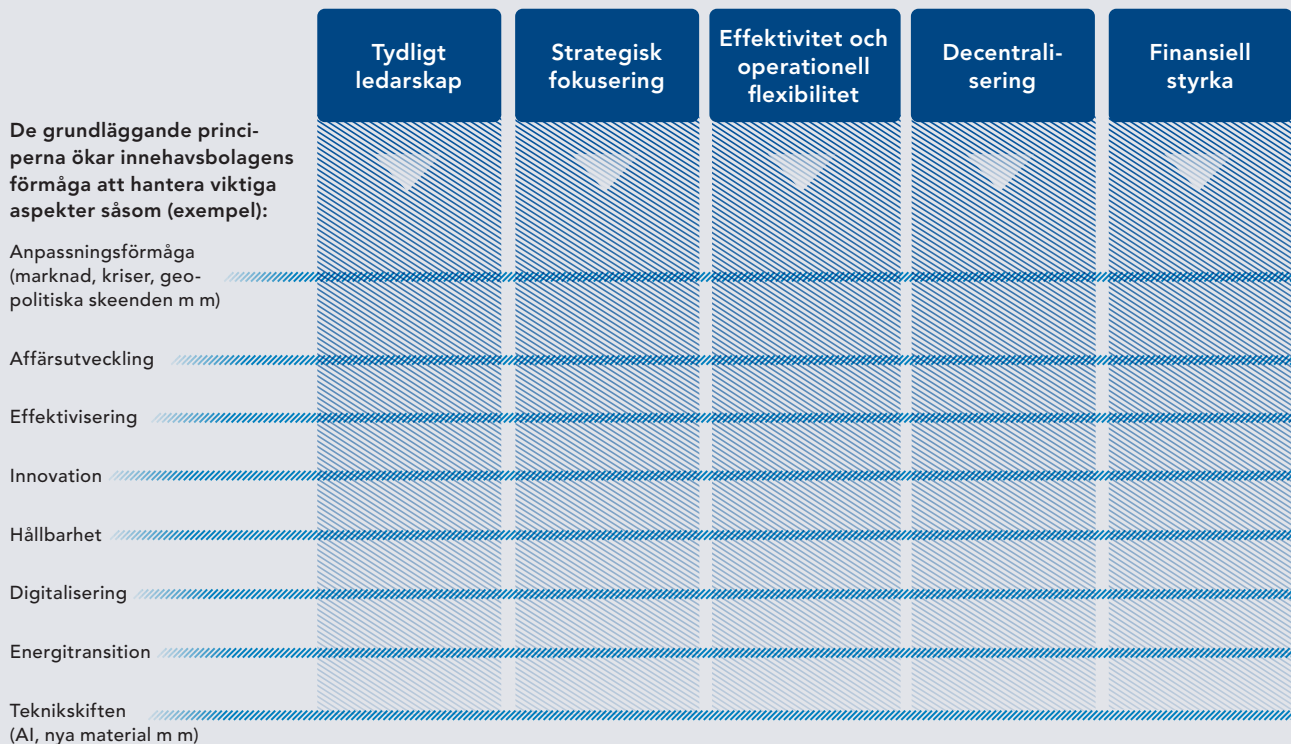 Tydligt
ledarskap
Strategisk
fokusering
Effektivitet och
operationell
flexibilitet
Decentrali-
sering
Finansiell
styrka
De grundläggande princi-
perna ökar innehavsbolagens
förmåga att hantera viktiga
aspekter såsom (exempel):
Anpassningsförmåga
(marknad, kriser, geo-
politiska skeenden m m)
Affärsutveckling
Effektivisering
Innovation
Hållbarhet
Digitalisering
Energitransition
Teknikskiften
(AI, nya material m m)